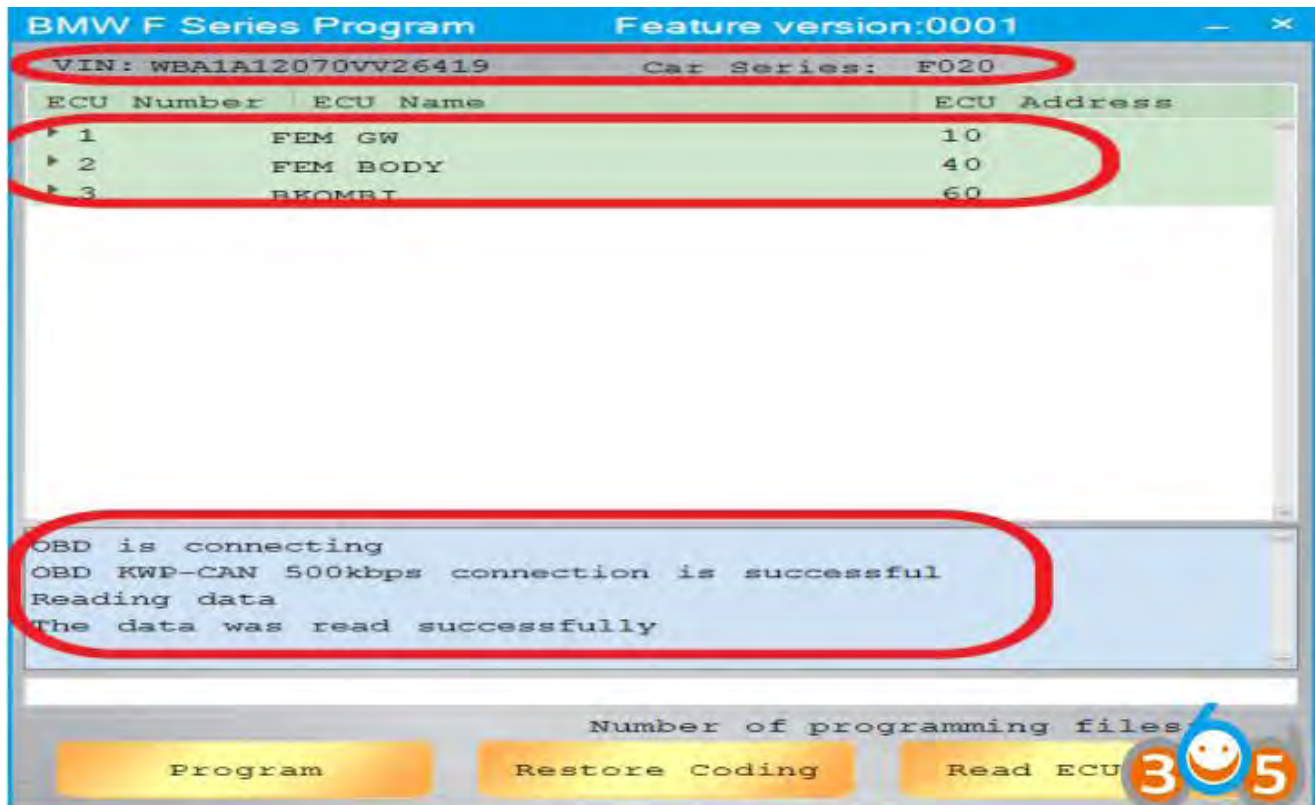 BMW F Series Program Feature version:0001
VIN: WBA1A12070VV26419 Car Series: F020
ECU Number ECU Name ECU Address
1 FEM GW 10
2 FEM BODY 40
3 BKOMBI 60
OBD is connecting
OBD KWP-CAN 500kbps connection is successful
Reading data
The data was read successfully
Number of programming files
Program Restore Coding Read ECU
365